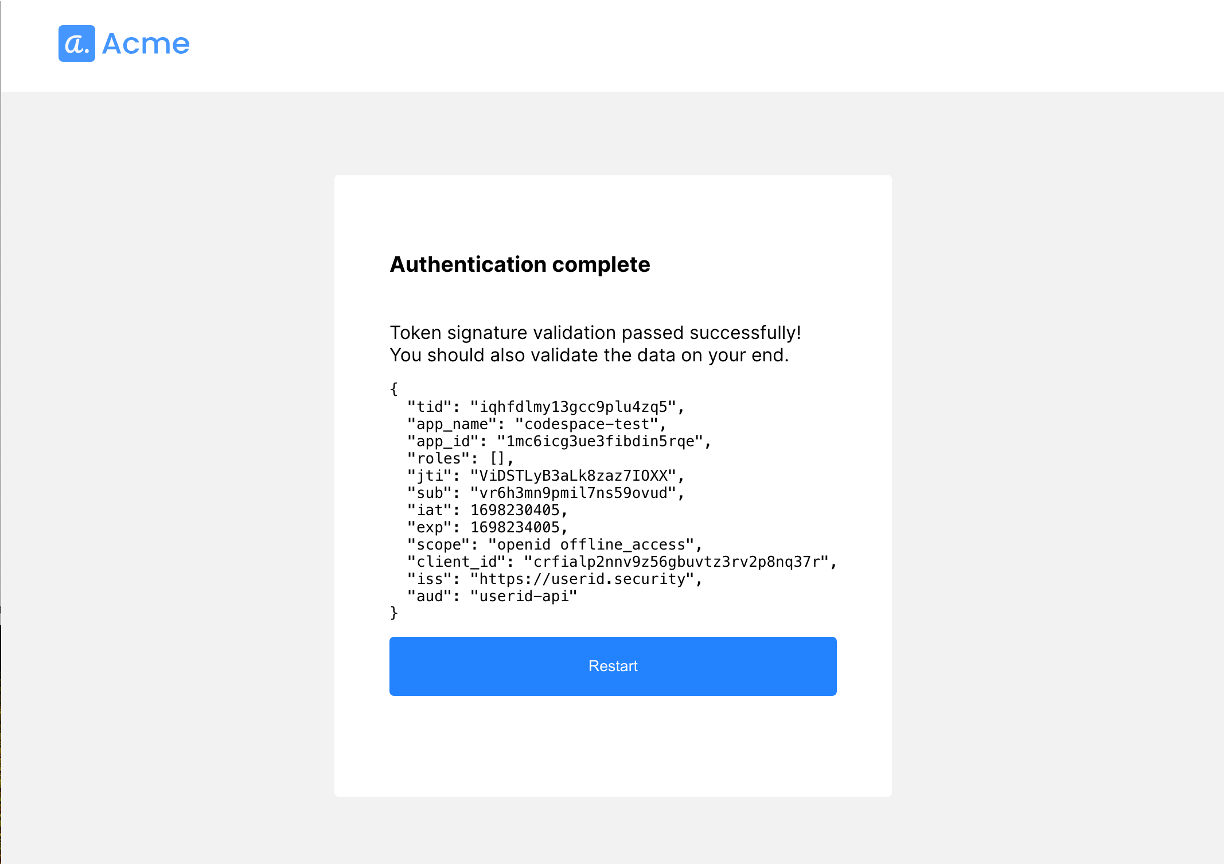 a. Acme
Authentication complete
Token signature validation passed successfully!
You should also validate the data on your end.
{
  "tid": "iqhfdlmy13gcc9plu4zq5",
  "app_name": "codespace-test",
  "app_id": "1mc6icg3ue3fibdin5rqe",
  "roles": [],
  "jti": "ViDSTLyB3aLk8zaz7IOXX",
  "sub": "vr6h3mn9pmil7ns59ovud",
  "iat": 1698230405,
  "exp": 1698234005,
  "scope": "openid offline_access",
  "client_id": "crfialp2nnv9z56gbuvtz3rv2p8nq37r",
  "iss": "https://userid.security",
  "aud": "userid-api"
}
Restart